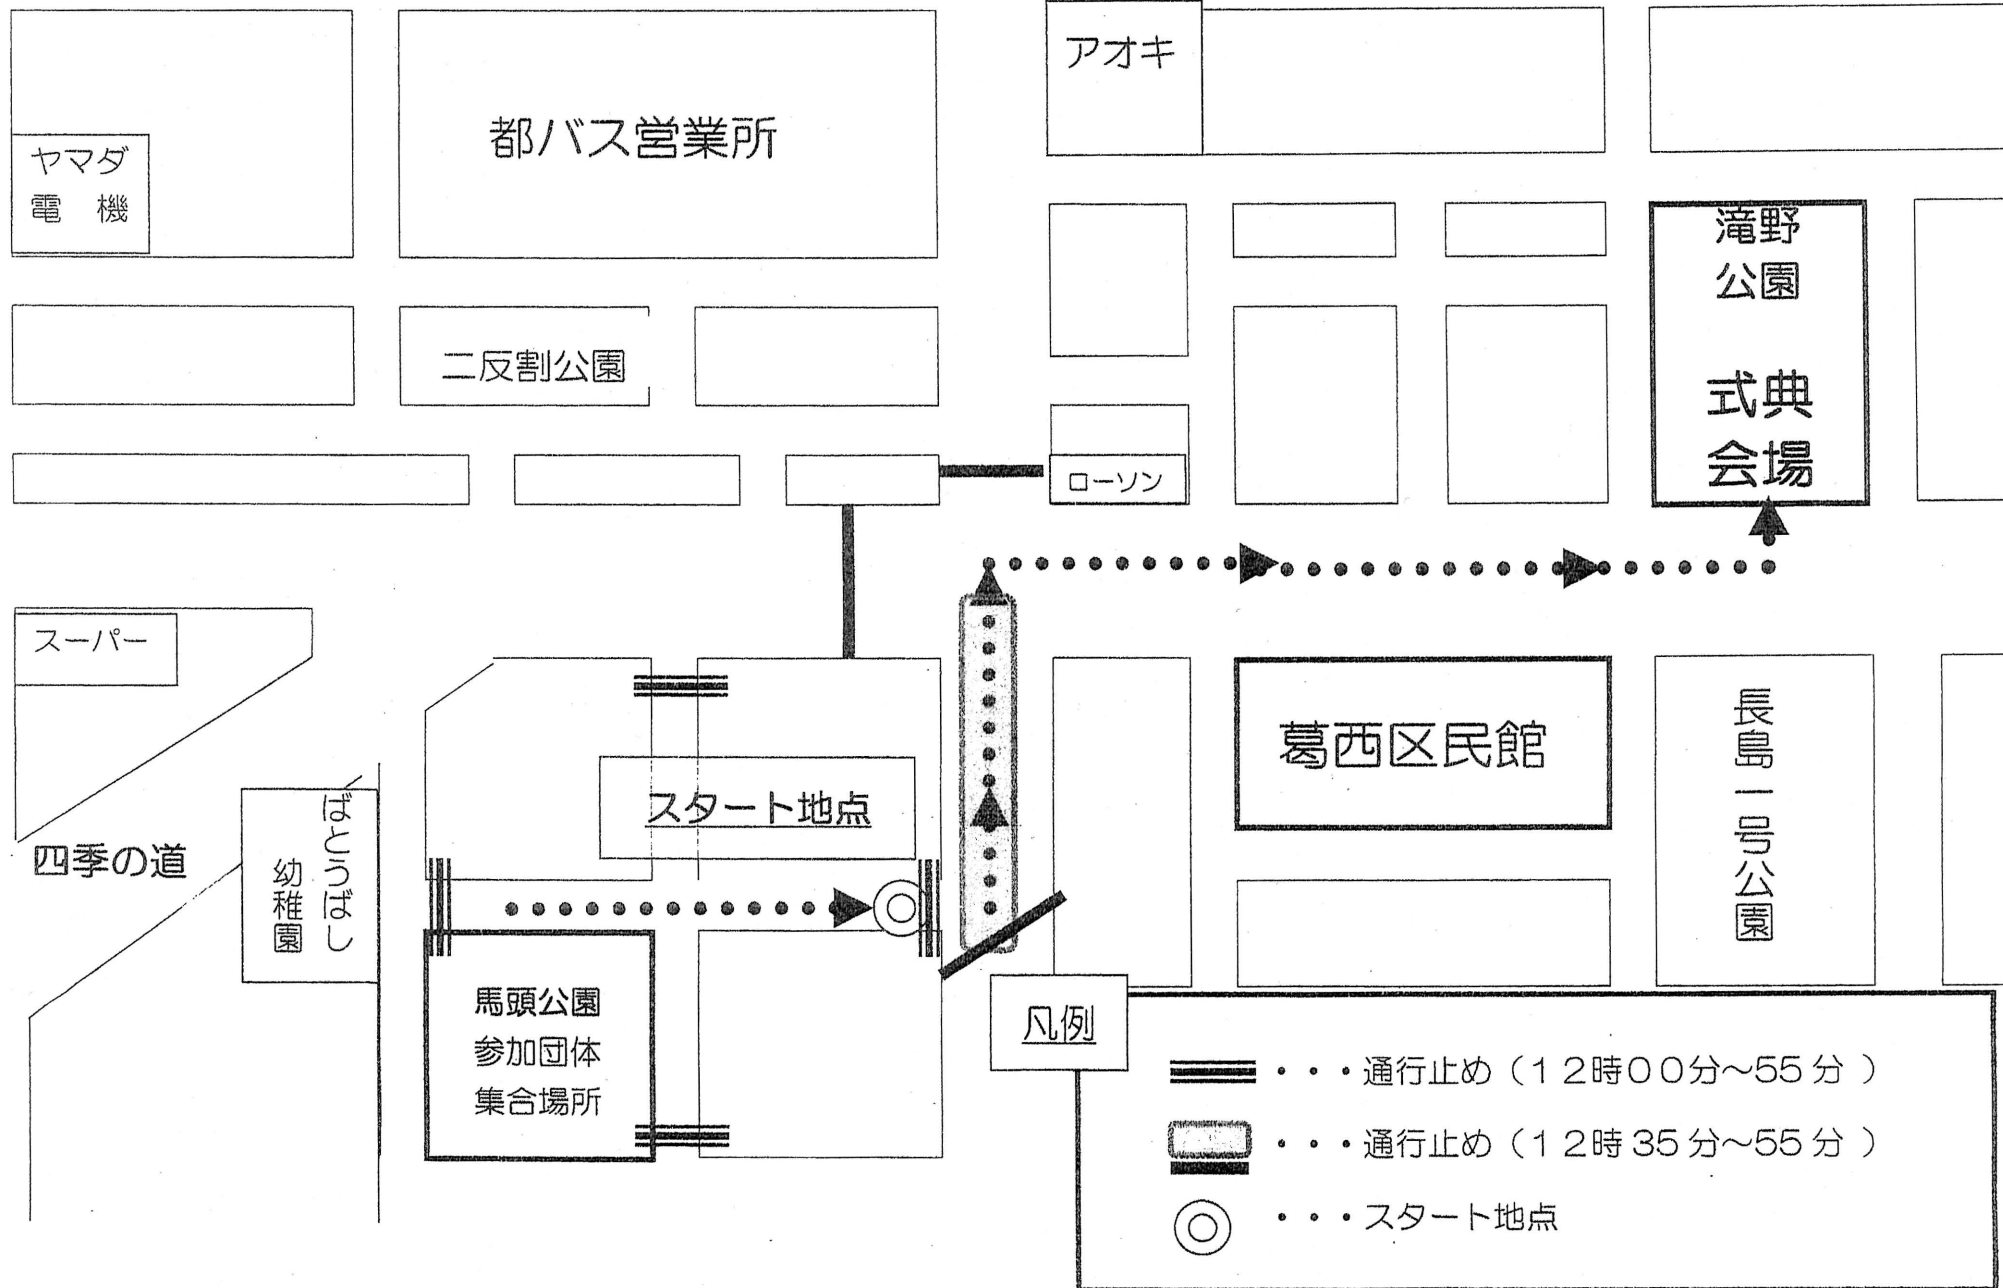 アオキ
都バス営業所
ヤマダ
電 機
滝野
公園
式典
会場
二反割公園
ローソン
スーパー
葛西区民館
長島一号公園
スタート地点
四季の道
ばとうばし
幼稚園
馬頭公園
参加団体
集合場所
凡例
・・・通行止め（12時00分～55分 ）
・・・通行止め（12時35分～55分 ）
・・・スタート地点